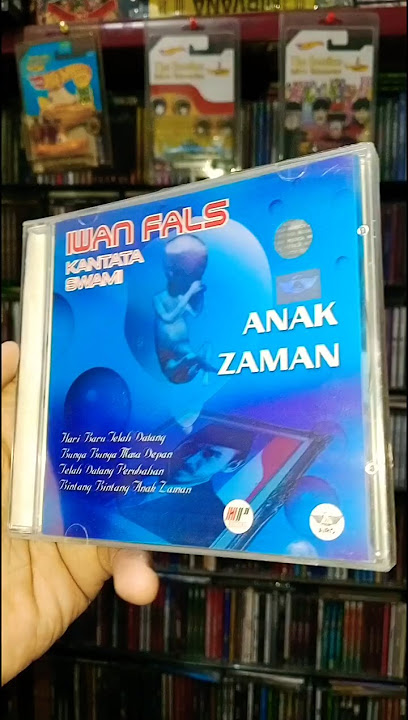 NIRVANA
IWAN FALS
KANTATA
SWAMI
ANAK
ZAMAN
Hari Baru Telah Datang
Bunga Bunga Masa Depan
Telah Datang Perubahan
Bintang Bintang Anak Zaman